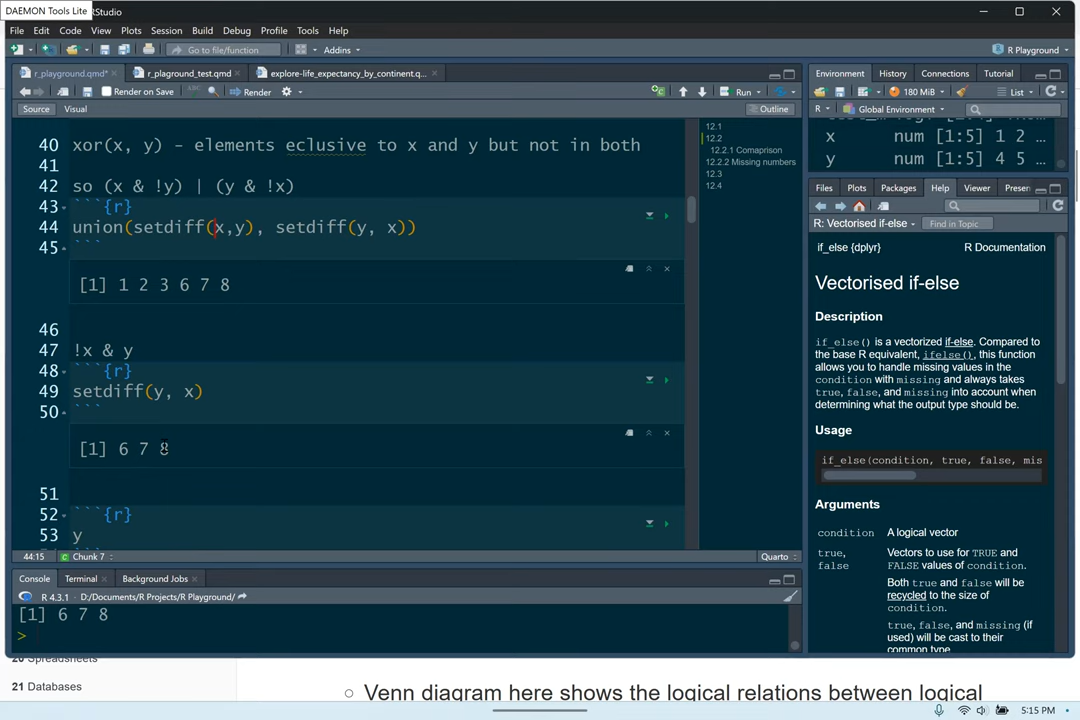 DAEMON Tools Lite
RStudio
File Edit Code View Plots Session Build Debug Profile Tools Help
Go to file/function Addins R Playground
r_playground.qmd* r_plaground_test.qmd explore-life_expectancy_by_continent.q...
Render on Save Render Run
Source Visual Outline
40 xor(x, y) - elements eclusive to x and y but not in both
41
42 so (x & !y) | (y & !x)
43 ```{r}
44 union(setdiff(x,y), setdiff(y, x))
45 ```
[1] 1 2 3 6 7 8
46
47 !x & y
48 ```{r}
49 setdiff(y, x)
50 ```
[1] 6 7 8
51
52 ```{r}
53 y
12.1
12.2
12.2.1 Comaprison
12.2.2 Missing numbers
12.3
12.4
44:15 Chunk 7 Quarto
Console Terminal Background Jobs
R 4.3.1 · D:/Documents/R Projects/R Playground/
[1] 6 7 8
>
Environment History Connections Tutorial
180 MiB List
R Global Environment
x num [1:5] 1 2 ...
y num [1:5] 4 5 ...
Files Plots Packages Help Viewer Presen
R: Vectorised if-else Find in Topic
if_else {dplyr} R Documentation
Vectorised if-else
Description
if_else() is a vectorized if-else. Compared to
the base R equivalent, ifelse(), this function
allows you to handle missing values in the
condition with missing and always takes
true, false, and missing into account when
determining what the output type should be.
Usage
if_else(condition, true, false, mis
Arguments
condition A logical vector
true, Vectors to use for TRUE and
false FALSE values of condition.
Both true and false will be
recycled to the size of
condition.
true, false, and missing (if
used) will be cast to their
common type.
20 Spreadsheets
21 Databases
Venn diagram here shows the logical relations between logical
5:15 PM